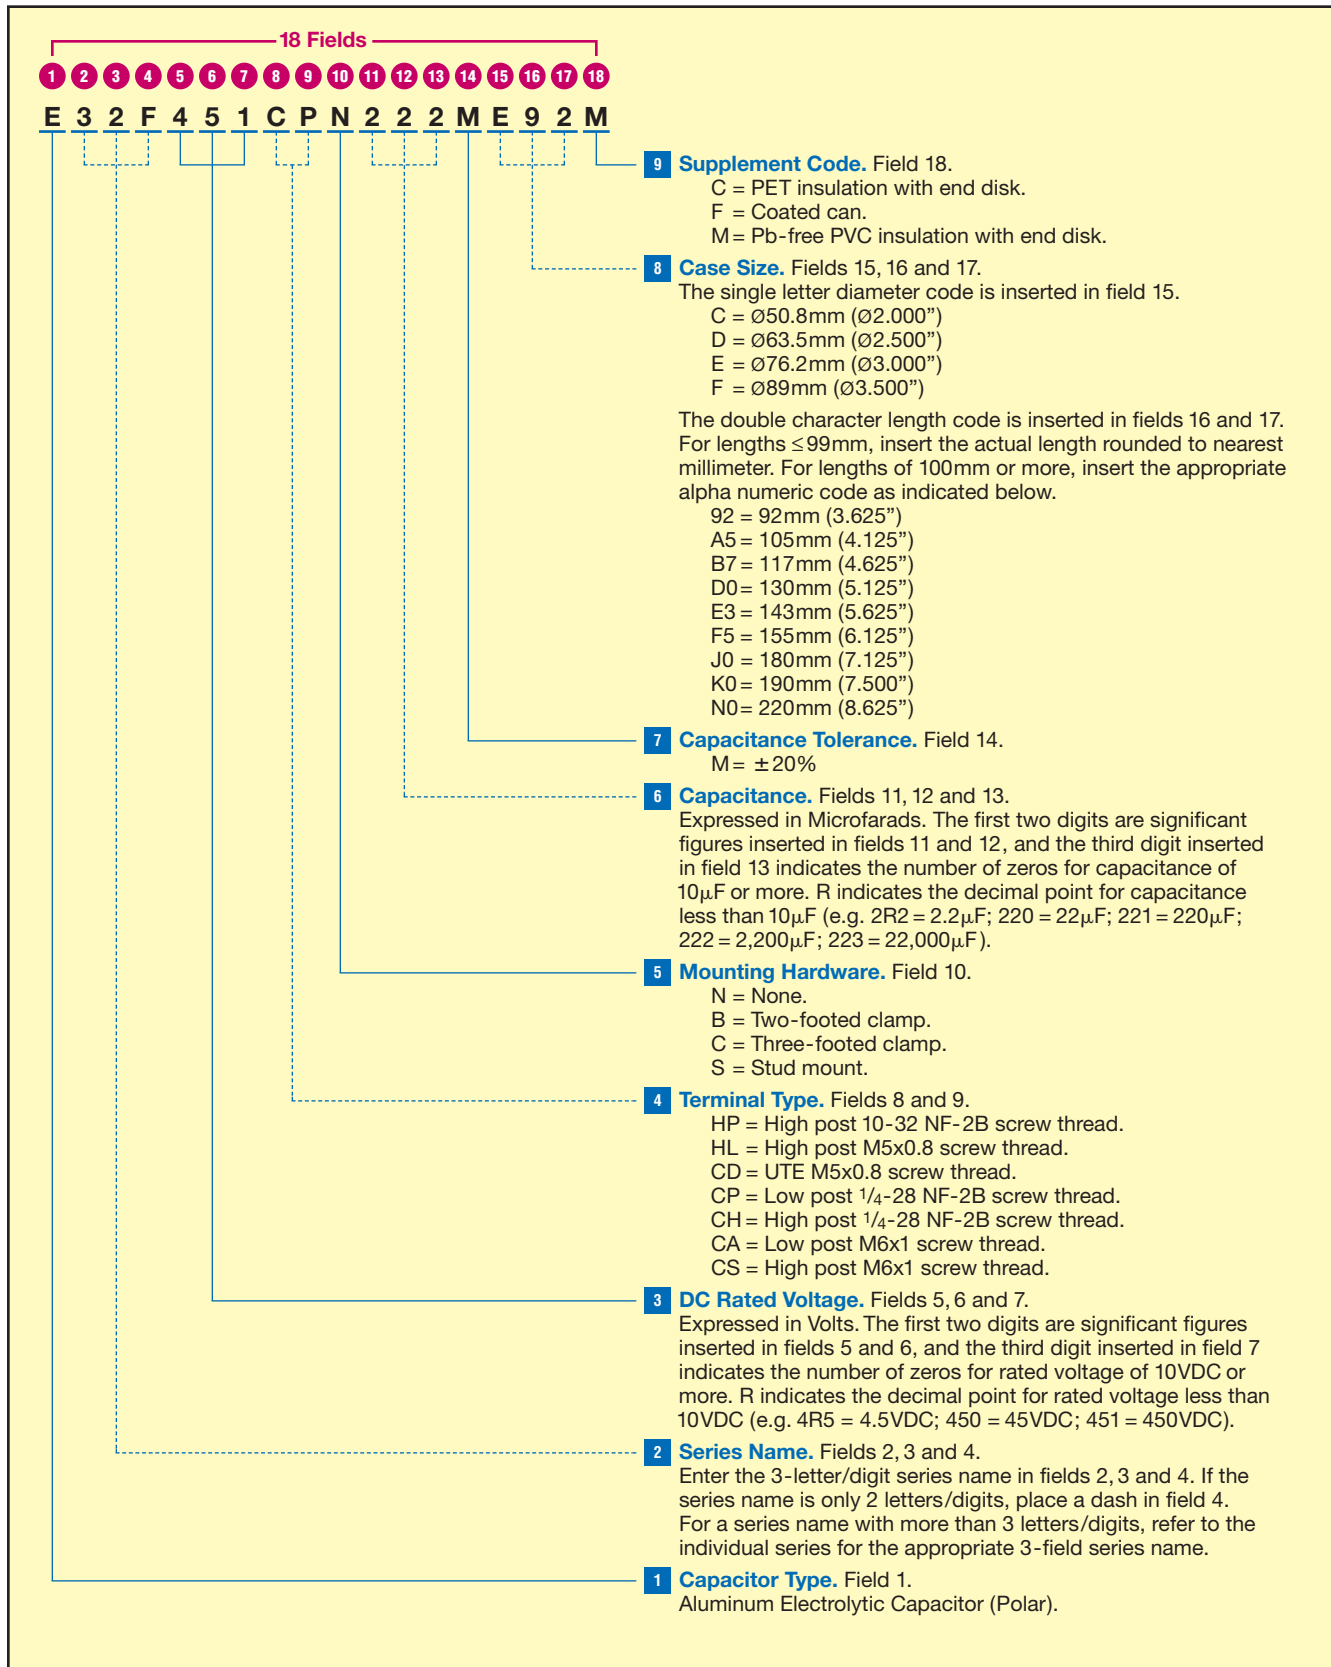 18 Fields
1 2 3 4 5 6 7 8 9 10 11 12 13 14 15 16 17 18
E 3 2 F 4 5 1 C P N 2 2 2 M E 9 2 M
9 Supplement Code. Field 18.
C = PET insulation with end disk.
F = Coated can.
M = Pb-free PVC insulation with end disk.
8 Case Size. Fields 15, 16 and 17.
The single letter diameter code is inserted in field 15.
C = Ø50.8mm (Ø2.000”)
D = Ø63.5mm (Ø2.500”)
E = Ø76.2mm (Ø3.000”)
F = Ø89mm (Ø3.500”)
The double character length code is inserted in fields 16 and 17.
For lengths ≤99mm, insert the actual length rounded to nearest
millimeter. For lengths of 100mm or more, insert the appropriate
alpha numeric code as indicated below.
92 = 92mm (3.625”)
A5 = 105mm (4.125”)
B7 = 117mm (4.625”)
D0 = 130mm (5.125”)
E3 = 143mm (5.625”)
F5 = 155mm (6.125”)
J0 = 180mm (7.125”)
K0 = 190mm (7.500”)
N0 = 220mm (8.625”)
7 Capacitance Tolerance. Field 14.
M = ±20%
6 Capacitance. Fields 11, 12 and 13.
Expressed in Microfarads. The first two digits are significant
figures inserted in fields 11 and 12, and the third digit inserted
in field 13 indicates the number of zeros for capacitance of
10μF or more. R indicates the decimal point for capacitance
less than 10μF (e.g. 2R2 = 2.2μF; 220 = 22μF; 221 = 220μF;
222 = 2,200μF; 223 = 22,000μF).
5 Mounting Hardware. Field 10.
N = None.
B = Two-footed clamp.
C = Three-footed clamp.
S = Stud mount.
4 Terminal Type. Fields 8 and 9.
HP = High post 10-32 NF-2B screw thread.
HL = High post M5x0.8 screw thread.
CD = UTE M5x0.8 screw thread.
CP = Low post 1/4-28 NF-2B screw thread.
CH = High post 1/4-28 NF-2B screw thread.
CA = Low post M6x1 screw thread.
CS = High post M6x1 screw thread.
3 DC Rated Voltage. Fields 5, 6 and 7.
Expressed in Volts. The first two digits are significant figures
inserted in fields 5 and 6, and the third digit inserted in field 7
indicates the number of zeros for rated voltage of 10VDC or
more. R indicates the decimal point for rated voltage less than
10VDC (e.g. 4R5 = 4.5VDC; 450 = 45VDC; 451 = 450VDC).
2 Series Name. Fields 2, 3 and 4.
Enter the 3-letter/digit series name in fields 2, 3 and 4. If the
series name is only 2 letters/digits, place a dash in field 4.
For a series name with more than 3 letters/digits, refer to the
individual series for the appropriate 3-field series name.
1 Capacitor Type. Field 1.
Aluminum Electrolytic Capacitor (Polar).